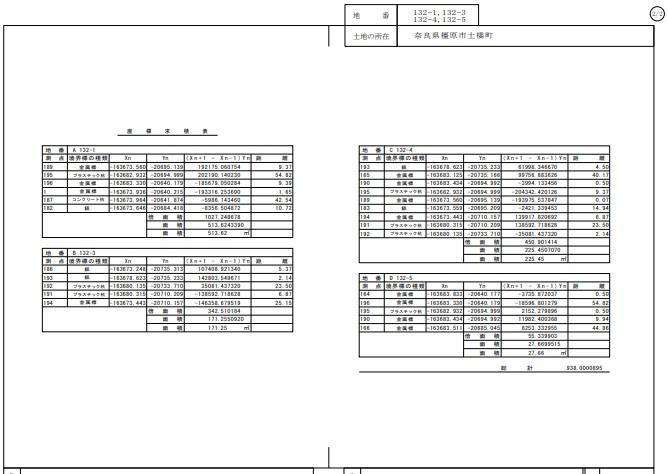 地 番 132-1, 132-3
132-4, 132-5
2/2
土地の所在 奈良県橿原市土橋町
座 標 求 積 表
地 番 A 132-1
測 点 境界標の種類 Xn Yn (Xn+1 - Xn-1)Yn 距 離
189 金属標 -163673.560 -20695.139 192175.060754 9.37
195 プラスチック杭 -163682.932 -20694.999 202190.140230 54.82
196 金属標 -163683.330 -20640.179 -185679.050284 9.39
1 金属標 -163673.936 -20640.215 -193316.253690 1.65
187 コンクリート杭 -163673.964 -20641.874 -5986.143460 42.54
182 鋲 -163673.646 -20684.418 -8356.504872 10.72
倍 面 積 1027.248678
面 積 513.6243390
面 積 513.62 ㎡
地 番 B 132-3
測 点 境界標の種類 Xn Yn (Xn+1 - Xn-1)Yn 距 離
186 鋲 -163673.248 -20735.313 107408.921340 5.37
193 鋲 -163678.623 -20735.233 142803.549671 2.14
192 プラスチック杭 -163680.135 -20733.710 35081.437320 23.50
191 プラスチック杭 -163680.315 -20710.209 -138592.718628 6.87
194 金属標 -163673.443 -20710.157 -146358.679519 25.15
倍 面 積 342.510184
面 積 171.2550920
面 積 171.25 ㎡
地 番 C 132-4
測 点 境界標の種類 Xn Yn (Xn+1 - Xn-1)Yn 距 離
193 鋲 -163678.623 -20735.233 61998.346670 4.50
165 金属標 -163683.125 -20735.166 99756.883626 40.17
190 金属標 -163683.434 -20694.992 -3994.133456 0.50
195 プラスチック杭 -163682.932 -20694.999 -204342.420126 9.37
189 金属標 -163673.560 -20695.139 -193975.537847 0.07
183 鋲 -163673.559 -20695.209 -2421.339453 14.94
194 金属標 -163673.443 -20710.157 139917.820692 6.87
191 プラスチック杭 -163680.315 -20710.209 138592.718628 23.50
192 プラスチック杭 -163680.135 -20733.710 -35081.437320 2.14
倍 面 積 450.901414
面 積 225.4507070
面 積 225.45 ㎡
地 番 D 132-5
測 点 境界標の種類 Xn Yn (Xn+1 - Xn-1)Yn 距 離
164 金属標 -163683.833 -20640.177 -3735.872037 0.50
196 金属標 -163683.330 -20640.179 -18596.801279 54.82
195 プラスチック杭 -163682.932 -20694.999 2152.279896 0.50
190 金属標 -163683.434 -20694.992 11982.400368 9.94
166 金属標 -163683.511 -20685.045 8253.332955 44.86
倍 面 積 55.339903
面 積 27.6699515
面 積 27.66 ㎡
総 計 938.0000895